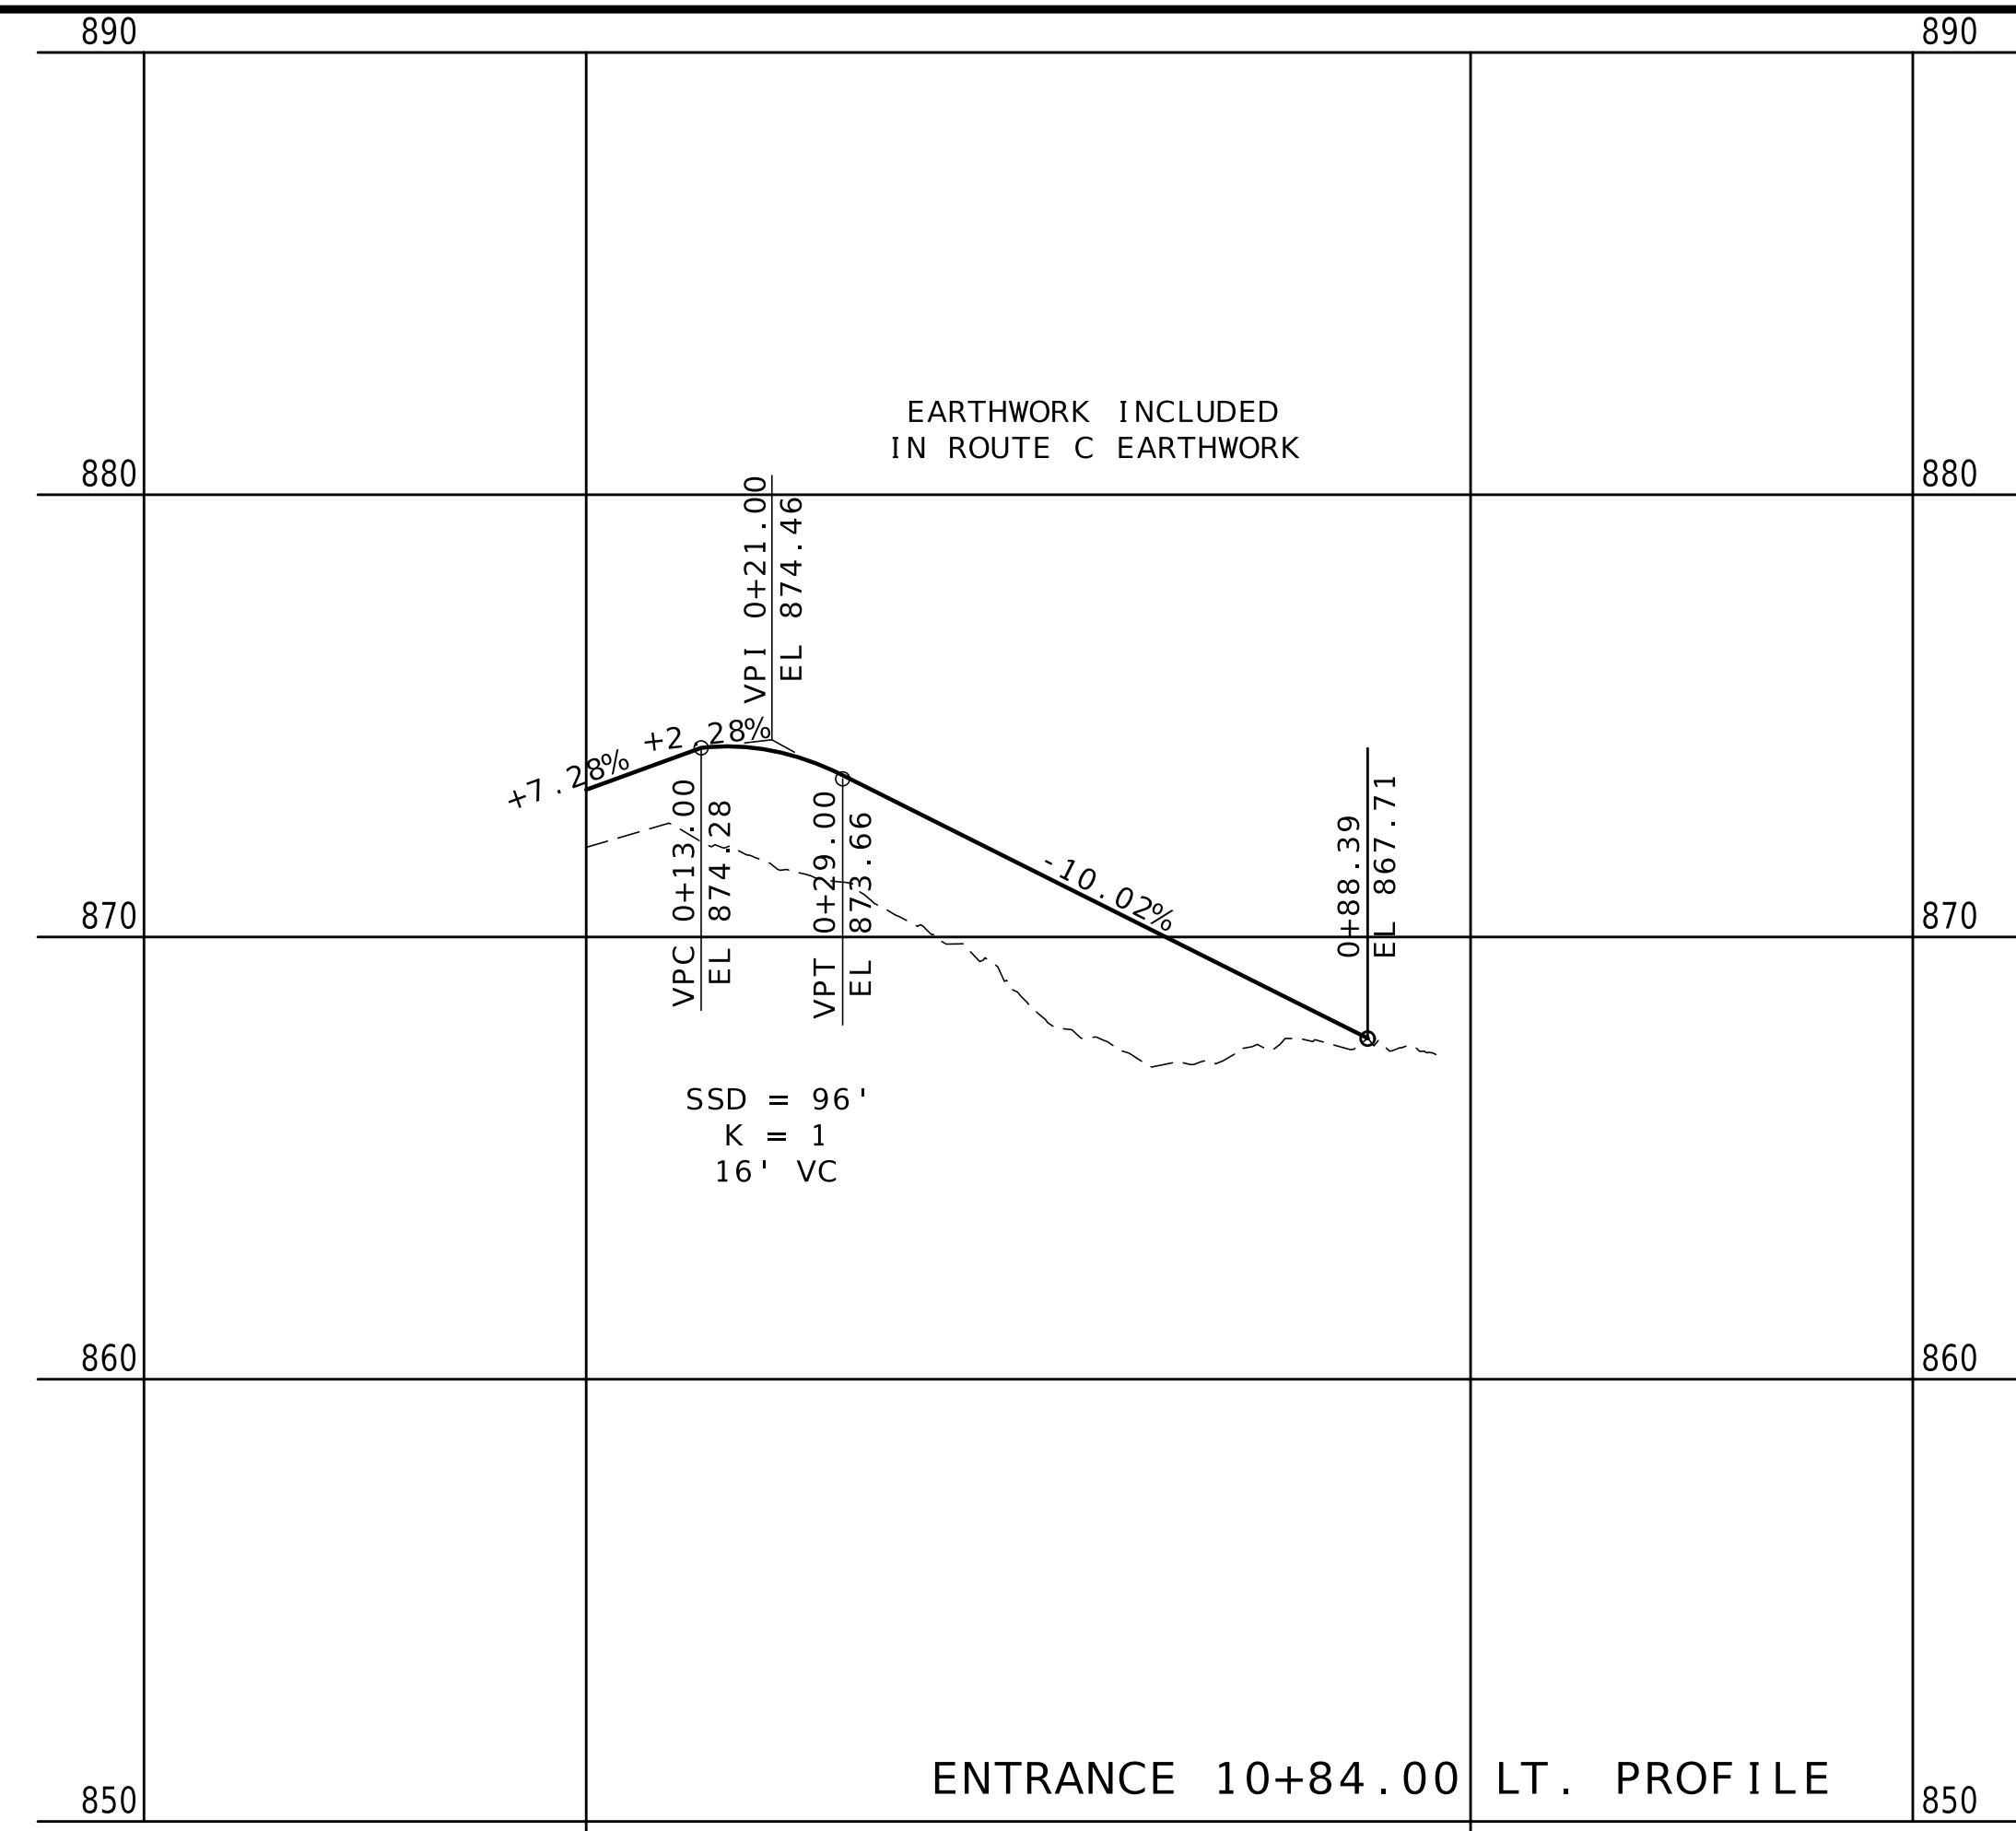 890 890
EARTHWORK INCLUDED
IN ROUTE C EARTHWORK
880 880
VPI 0+21.00
EL 874.46
+7.28%
+2.28%
VPC 0+13.00
EL 874.28
VPT 0+29.00
EL 873.66
-10.02%
0+88.39
EL 867.71
870 870
SSD = 96'
K = 1
16' VC
860 860
ENTRANCE 10+84.00 LT. PROFILE
850 850